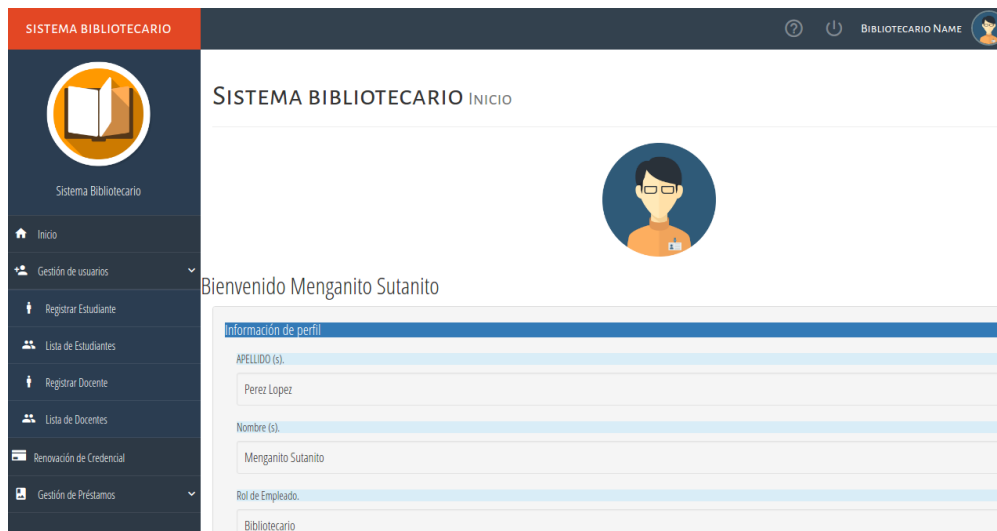 SISTEMA BIBLIOTECARIO
BIBLIOTECARIO NAME
Sistema Bibliotecario
Inicio
Gestión de usuarios
Registrar Estudiante
Lista de Estudiantes
Registrar Docente
Lista de Docentes
Renovación de Credencial
Gestión de Préstamos
SISTEMA BIBLIOTECARIO INICIO
Bienvenido Menganito Sutanito
Información de perfil
APELLIDO (s).
Perez Lopez
Nombre (s).
Menganito Sutanito
Rol de Empleado.
Bibliotecario